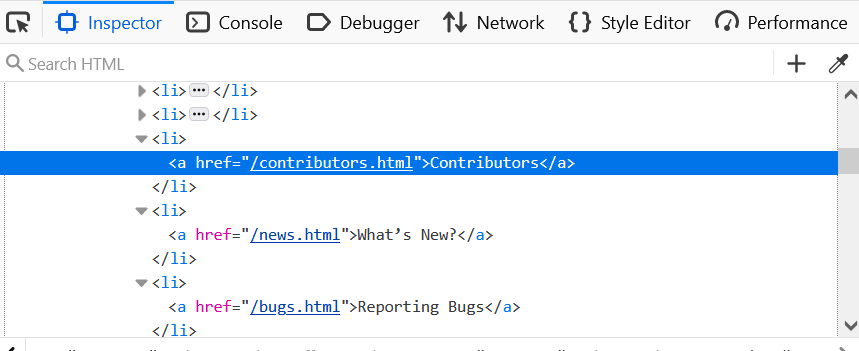 Inspector Console Debugger Network Style Editor Performance
Search HTML
<li> ••• </li>
<li> ••• </li>
<li>
<a href="/contributors.html">Contributors</a>
</li>
<li>
<a href="/news.html">What’s New?</a>
</li>
<li>
<a href="/bugs.html">Reporting Bugs</a>
</li>